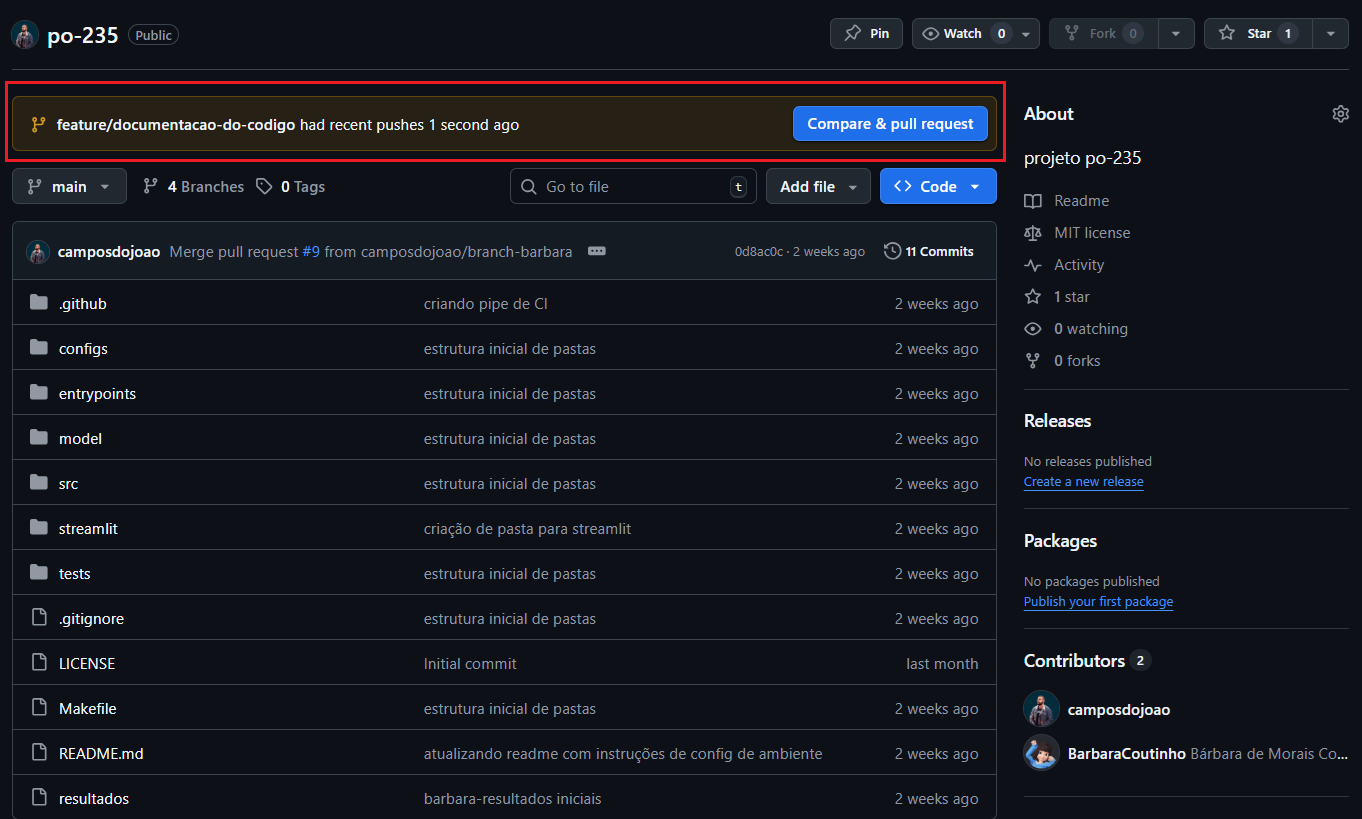 po-235 Public Pin Watch 0 Fork 0 Star 1
feature/documentacao-do-codigo had recent pushes 1 second ago Compare & pull request
main 4 Branches 0 Tags Go to file t Add file Code
camposdojoao Merge pull request #9 from camposdojoao/branch-barbara 0d8ac0c · 2 weeks ago 11 Commits
.github criando pipe de CI 2 weeks ago
configs estrutura inicial de pastas 2 weeks ago
entrypoints estrutura inicial de pastas 2 weeks ago
model estrutura inicial de pastas 2 weeks ago
src estrutura inicial de pastas 2 weeks ago
streamlit criação de pasta para streamlit 2 weeks ago
tests estrutura inicial de pastas 2 weeks ago
.gitignore estrutura inicial de pastas 2 weeks ago
LICENSE Initial commit last month
Makefile estrutura inicial de pastas 2 weeks ago
README.md atualizando readme com instruções de config de ambiente 2 weeks ago
resultados barbara-resultados iniciais 2 weeks ago
About
projeto po-235
Readme
MIT license
Activity
1 star
0 watching
0 forks
Releases
No releases published
Create a new release
Packages
No packages published
Publish your first package
Contributors 2
camposdojoao
BarbaraCoutinho Bárbara de Morais Co...